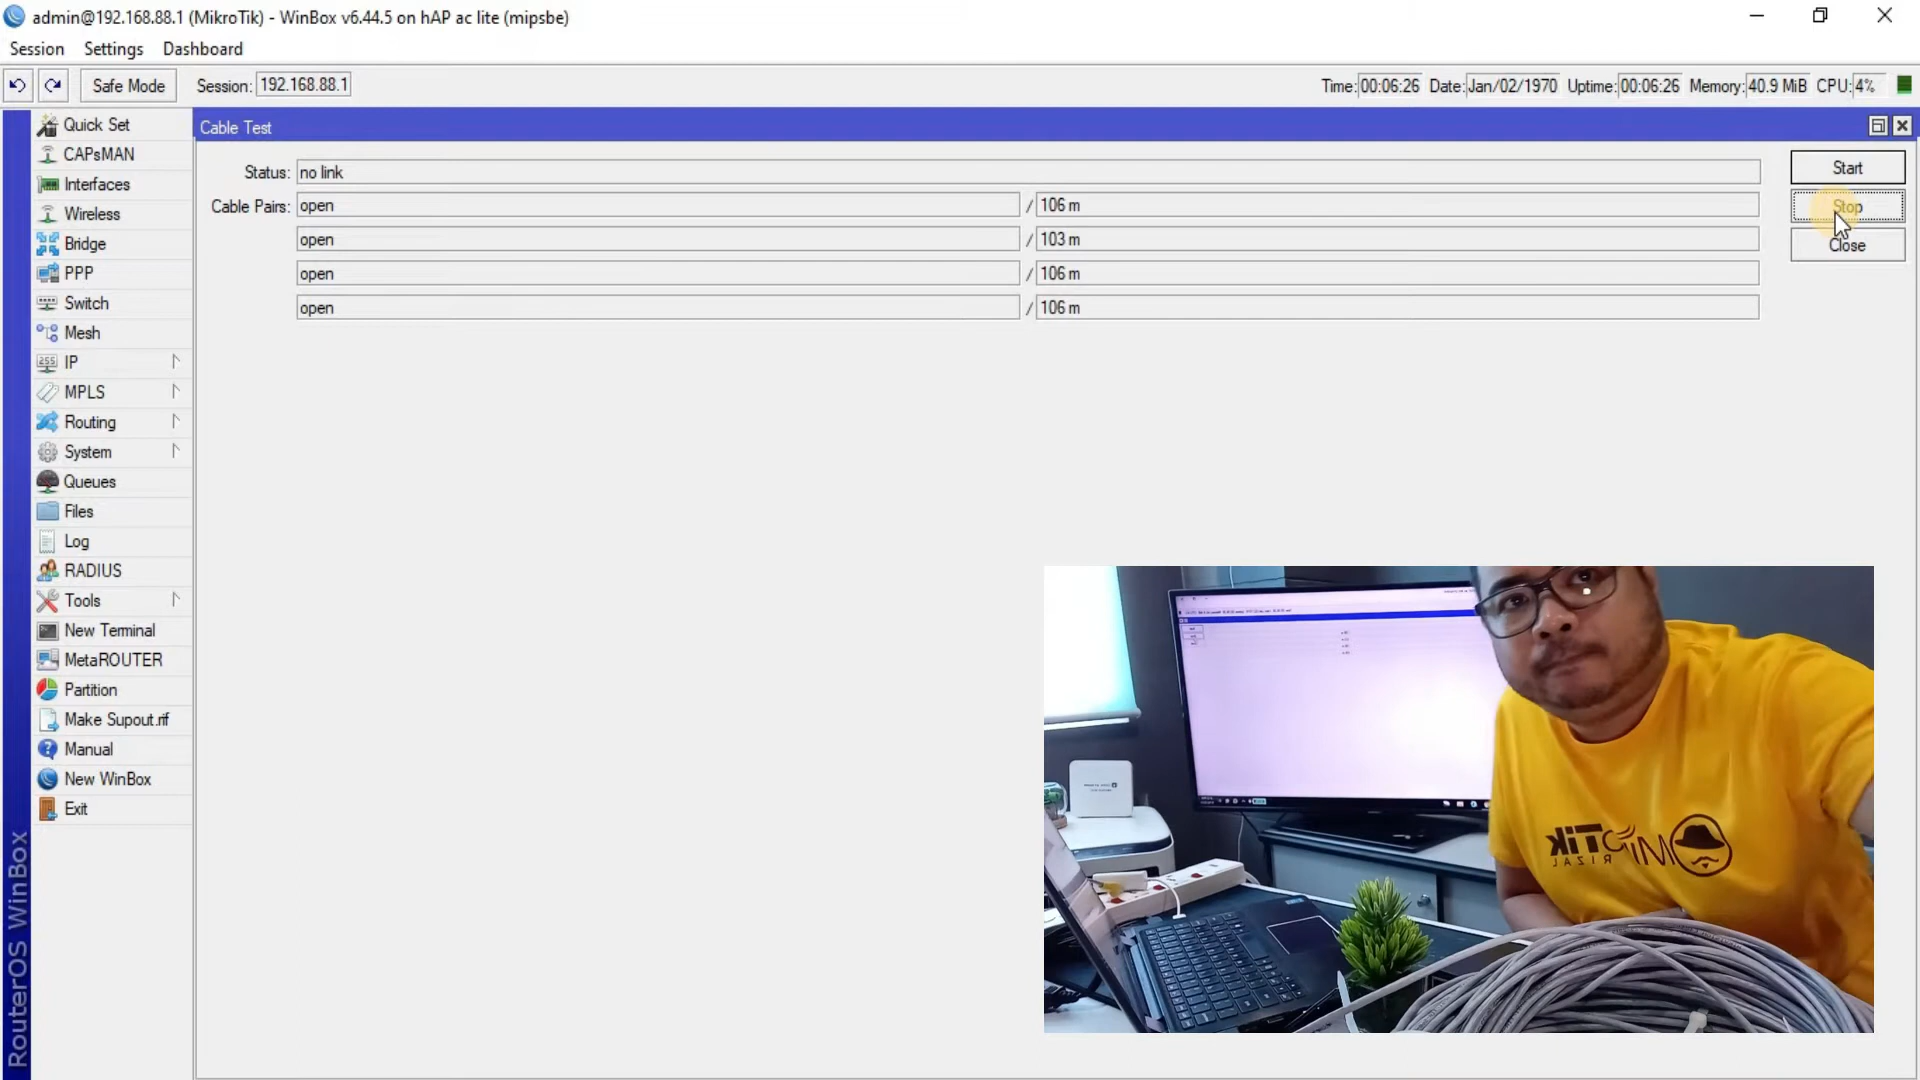 admin@192.168.88.1 (MikroTik) - WinBox v6.44.5 on hAP ac lite (mipsbe)
Session Settings Dashboard
Safe Mode Session: 192.168.88.1 Time: 00:06:26 Date: Jan/02/1970 Uptime: 00:06:26 Memory: 40.9 MiB CPU: 4%
Cable Test
Status: no link
Cable Pairs: open / 106 m
open / 103 m
open / 106 m
open / 106 m
Start
Stop
Close
Quick Set
CAPsMAN
Interfaces
Wireless
Bridge
PPP
Switch
Mesh
255 IP
MPLS
Routing
System
Queues
Files
Log
RADIUS
Tools
New Terminal
MetaROUTER
Partition
Make Supout.rif
Manual
New WinBox
Exit
RouterOS WinBox
MikroTik
RIZAL